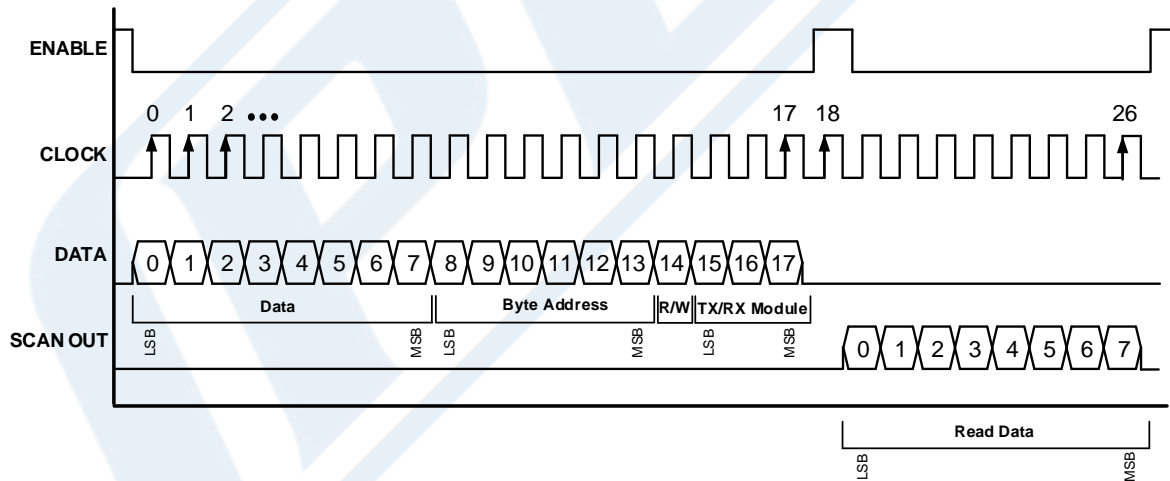 ENABLE
0 1 2 ••• 17 18 26
CLOCK
DATA 0 1 2 3 4 5 6 7 8 9 10 11 12 13 14 15 16 17
Data Byte Address R/W TX/RX Module
LSB MSB LSB MSB LSB MSB
SCAN OUT 0 1 2 3 4 5 6 7
Read Data
LSB MSB